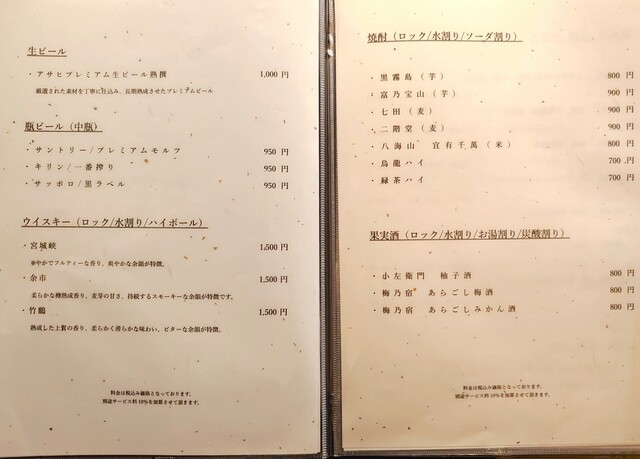 生ビール
・アサヒプレミアム生ビール熟撰 1,000 円
厳選された素材を丁寧に仕込み、長期熟成させたプレミアムビール
瓶ビール（中瓶）
・サントリー/プレミアムモルツ 950 円
・キリン/一番搾り 950 円
・サッポロ/黒ラベル 950 円
ウイスキー（ロック/水割り/ハイボール）
・宮城峡 1,500 円
華やかでフルーティーな香り、爽やかな余韻が特徴。
・余市 1,500 円
柔らかな樽熟成香り、麦芽の甘さ、持続するスモーキーな余韻が特徴です。
・竹鶴 1,500 円
熟成した上質の香り、柔らかく滑らかな味わい、ビターな余韻が特徴。
料金は税込み価格となっております。
別途サービス料 10%を加算させて頂きます。
焼酎（ロック/水割り/ソーダ割り）
・黒霧島（芋） 800 円
・富乃宝山（芋） 900 円
・七田（麦） 900 円
・二階堂（麦） 900 円
・八海山 宜有千萬（米） 800 円
・烏龍ハイ 700 円
・緑茶ハイ 700 円
果実酒（ロック/水割り/お湯割り/炭酸割り）
・小左衛門 柚子酒 800 円
・梅乃宿 あらごし梅酒 800 円
・梅乃宿 あらごしみかん酒 800 円
料金は税込み価格となっております。
別途サービス料 10%を加算させて頂きます。